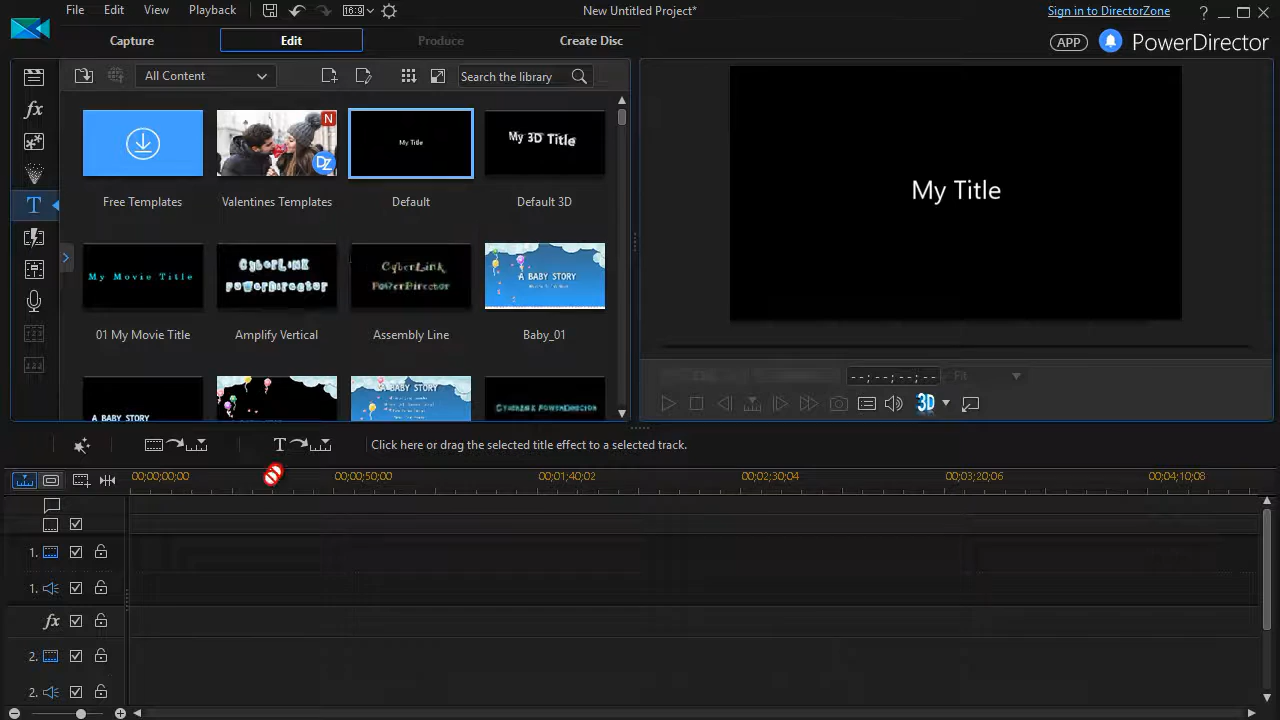 File Edit View Playback 16:9 New Untitled Project* Sign in to DirectorZone ?
Capture Edit Produce Create Disc APP PowerDirector
All Content Search the library
fx
T
My Title
My 3D Title
N
DZ
Free Templates Valentines Templates Default Default 3D
My Title
My Movie Title
CyberLink
PowerDirector
CyberLink
PowerDirector
A BABY STORY
01 My Movie Title Amplify Vertical Assembly Line Baby_01
A BABY STORY
A BABY STORY
CYBERLINK POWERDIRECTOR
--;--;--;-- Fit
3D
T Click here or drag the selected title effect to a selected track.
00;00;00;00 00;00;50;00 00;01;40;02 00;02;30;04 00;03;20;06 00;04;10;08
1.
1.
fx
2.
2.